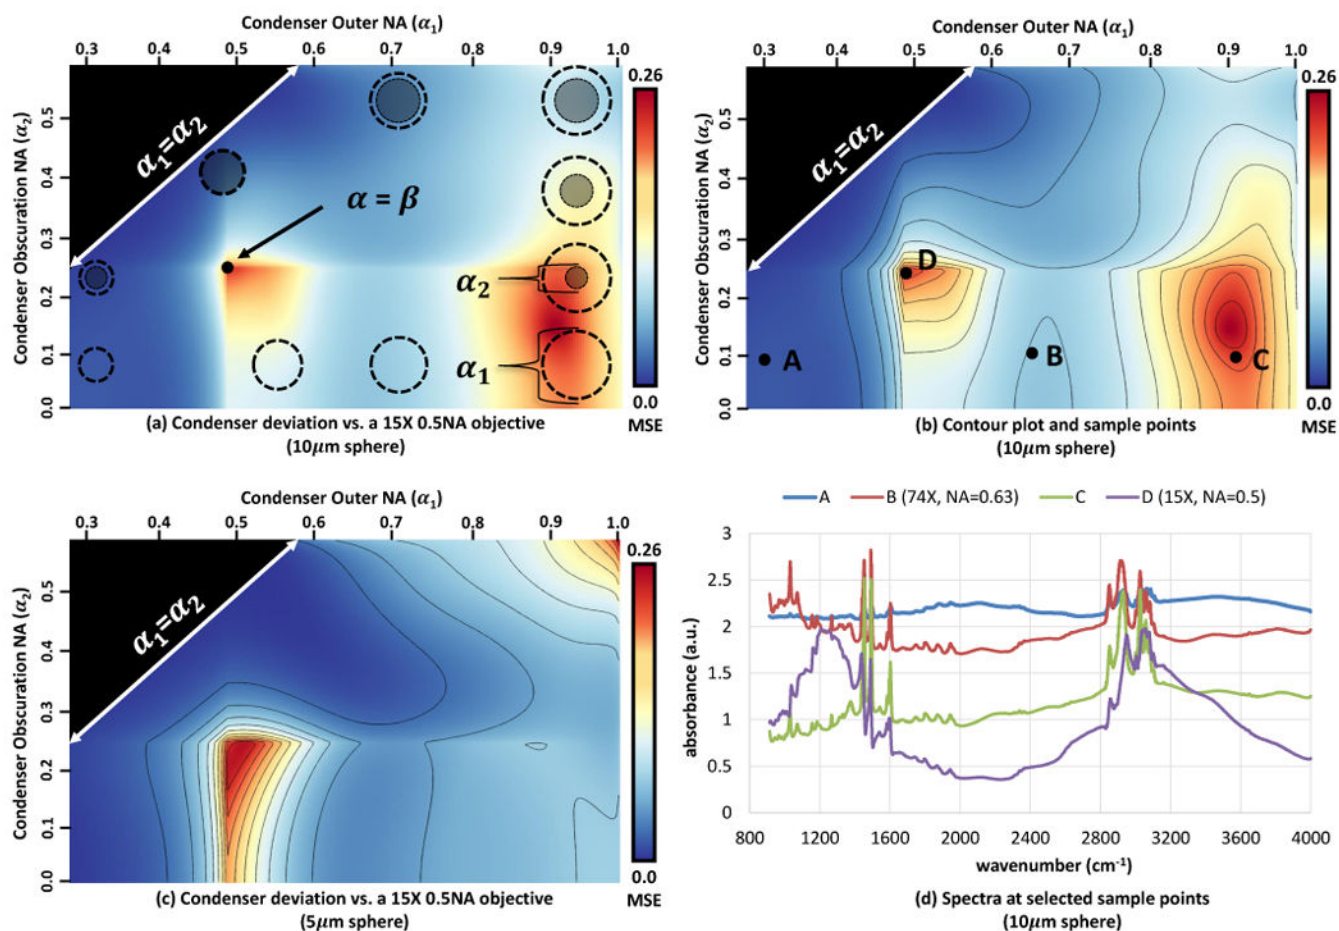 Condenser Outer NA (α₁)
0.3 0.4 0.5 0.6 0.7 0.8 0.9 1.0
Condenser Obscuration NA (α₂)
0.5
0.4
0.3
0.2
0.1
0.0
α₁=α₂
α = β
α₂
α₁
0.26
0.0
MSE
(a) Condenser deviation vs. a 15X 0.5NA objective
(10μm sphere)
Condenser Outer NA (α₁)
0.3 0.4 0.5 0.6 0.7 0.8 0.9 1.0
Condenser Obscuration NA (α₂)
0.5
0.4
0.3
0.2
0.1
0.0
α₁=α₂
D
A
B
C
0.26
0.0
MSE
(b) Contour plot and sample points
(10μm sphere)
Condenser Outer NA (α₁)
0.3 0.4 0.5 0.6 0.7 0.8 0.9 1.0
Condenser Obscuration NA (α₂)
0.5
0.4
0.3
0.2
0.1
0.0
α₁=α₂
0.26
0.0
MSE
(c) Condenser deviation vs. a 15X 0.5NA objective
(5μm sphere)
A B (74X, NA=0.63) C D (15X, NA=0.5)
absorbance (a.u.)
3
2.5
2
1.5
1
0.5
0
800 1200 1600 2000 2400 2800 3200 3600 4000
wavenumber (cm⁻¹)
(d) Spectra at selected sample points
(10μm sphere)